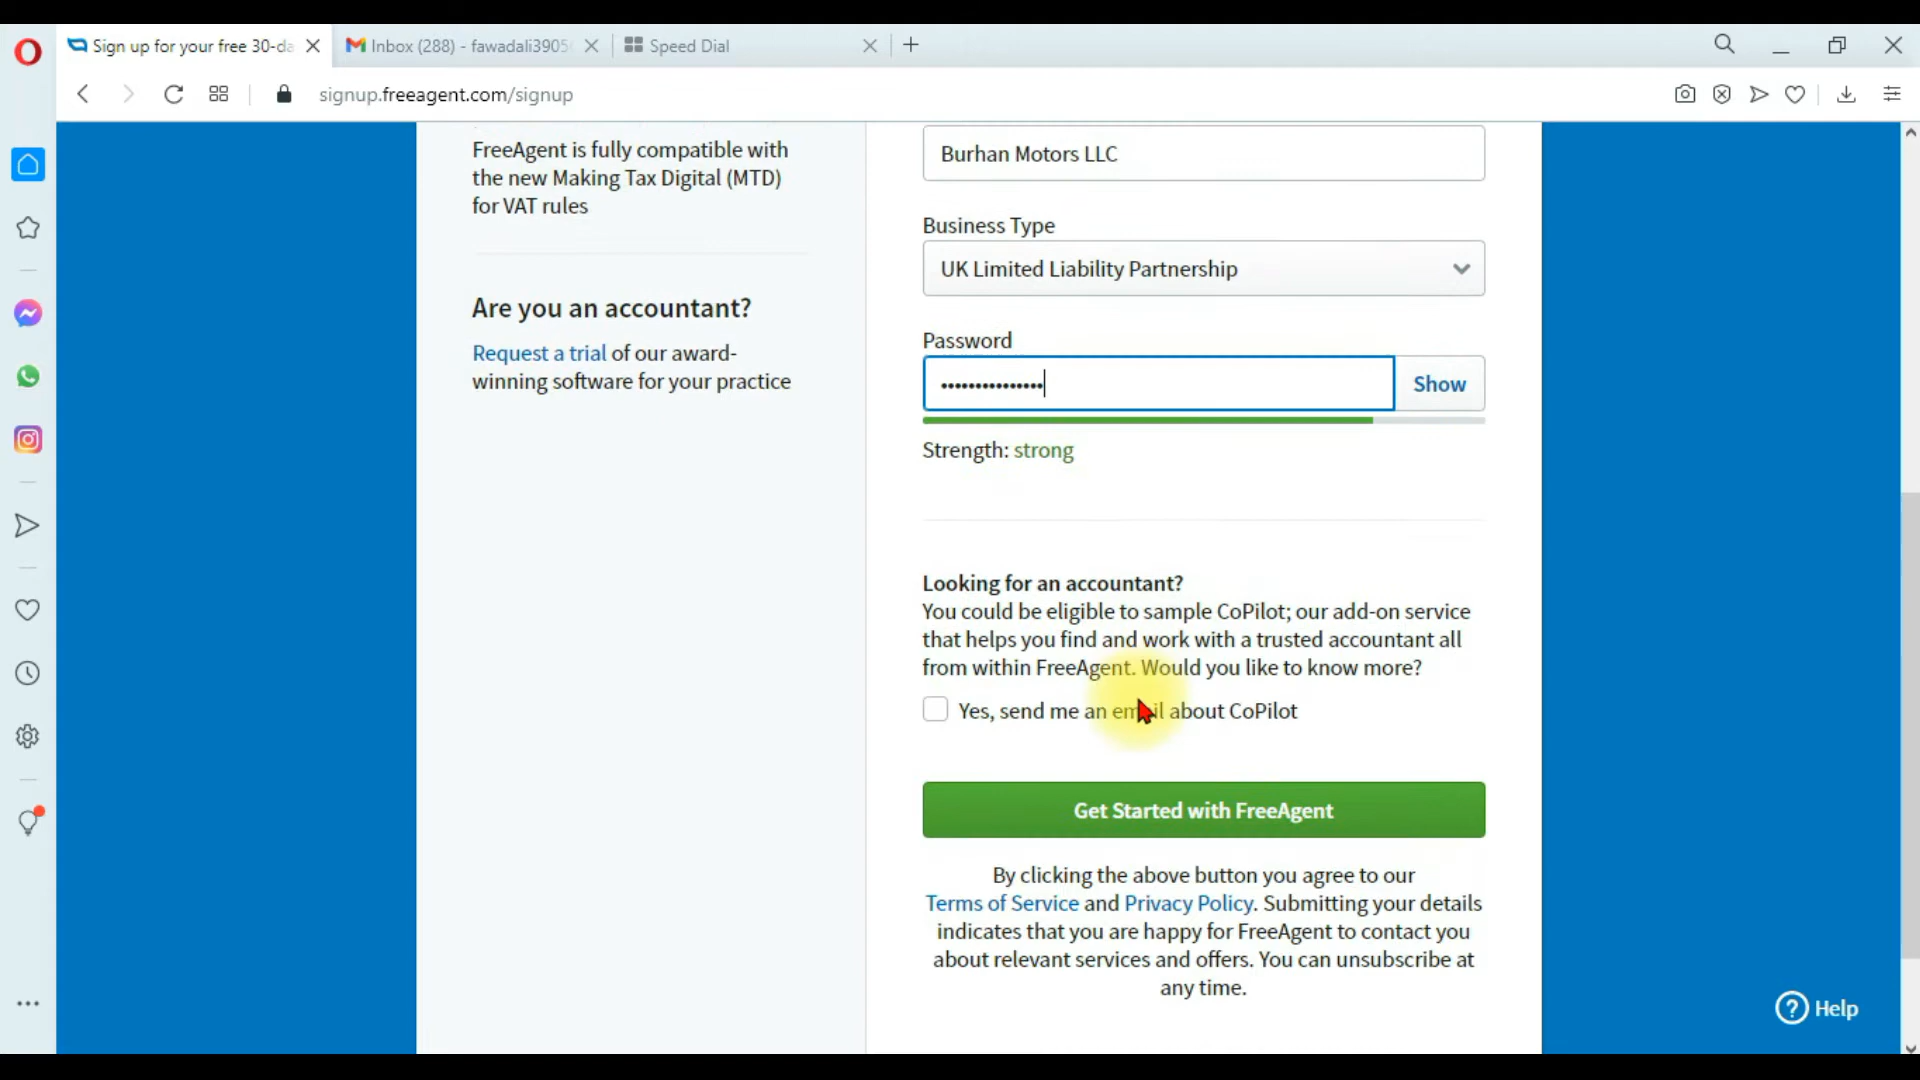 Sign up for your free 30-da
Inbox (288) - fawadali3905
Speed Dial
signup.freeagent.com/signup
FreeAgent is fully compatible with
the new Making Tax Digital (MTD)
for VAT rules
Are you an accountant?
Request a trial of our award-
winning software for your practice
Burhan Motors LLC
Business Type
UK Limited Liability Partnership
Password
Show
Strength: strong
Looking for an accountant?
You could be eligible to sample CoPilot; our add-on service
that helps you find and work with a trusted accountant all
from within FreeAgent. Would you like to know more?
Yes, send me an email about CoPilot
Get Started with FreeAgent
By clicking the above button you agree to our
Terms of Service and Privacy Policy. Submitting your details
indicates that you are happy for FreeAgent to contact you
about relevant services and offers. You can unsubscribe at
any time.
Help